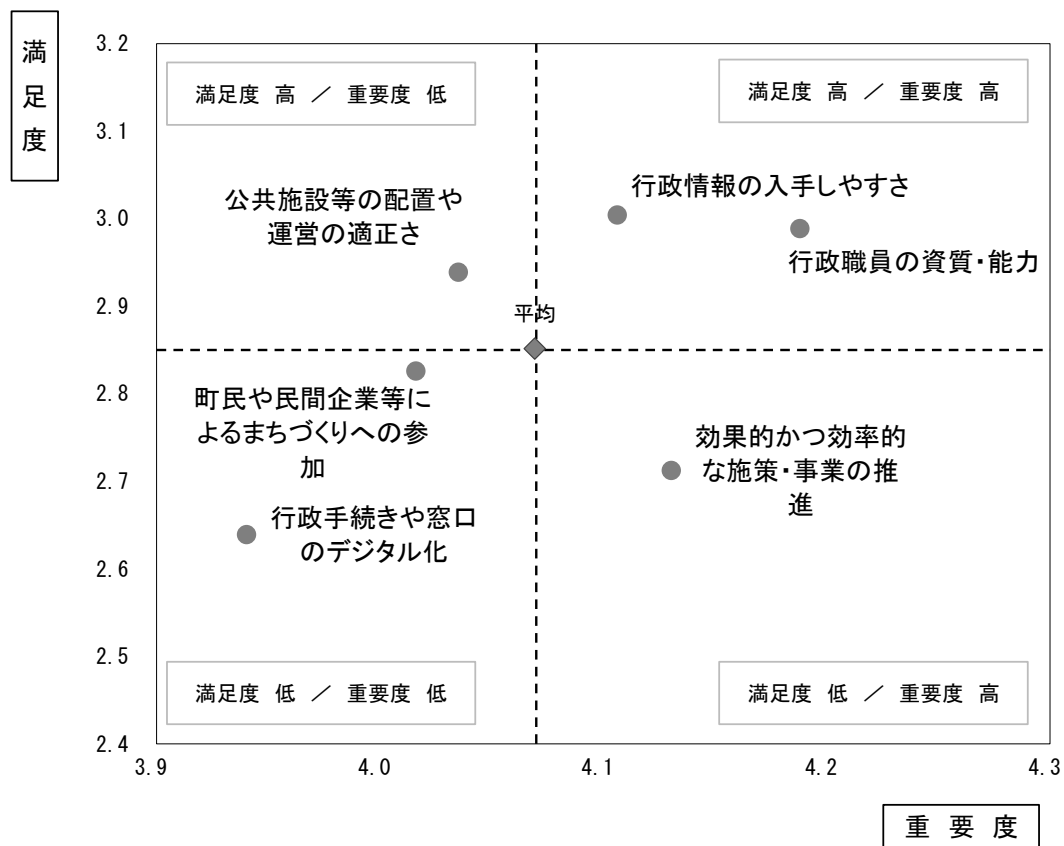 満足度
3.2
3.1
3.0
2.9
2.8
2.7
2.6
2.5
2.4
満足度 高 ／ 重要度 低
満足度 高 ／ 重要度 高
行政情報の入手しやすさ
公共施設等の配置や
運営の適正さ
行政職員の資質・能力
平均
町民や民間企業等に
よるまちづくりへの参
加
効果的かつ効率的
な施策・事業の推
進
行政手続きや窓口
のデジタル化
満足度 低 ／ 重要度 低
満足度 低 ／ 重要度 高
3.9 4.0 4.1 4.2 4.3
重 要 度